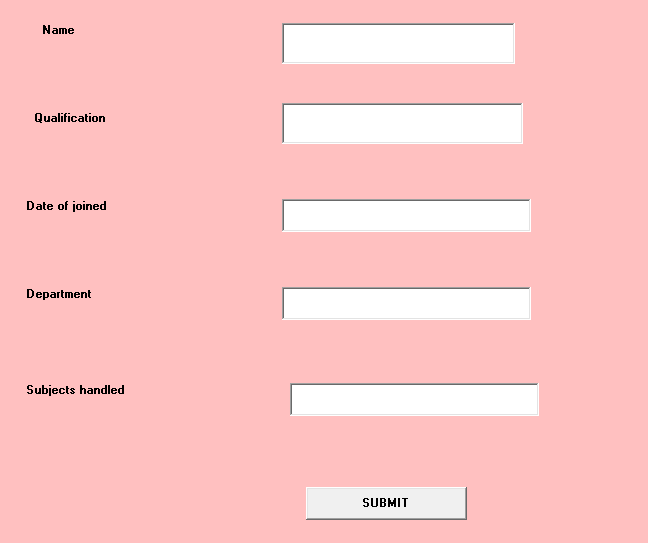 Name
Qualification
Date of joined
Department
Subjects handled
SUBMIT